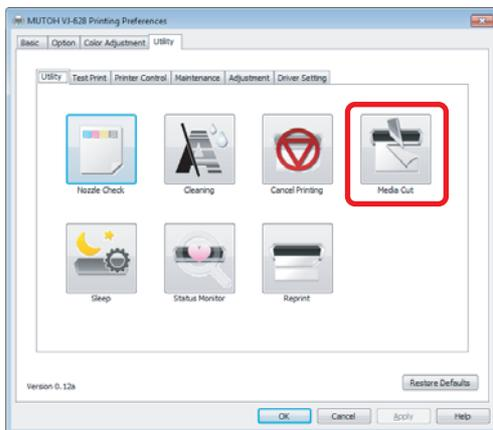 MUTOH VJ-628 Printing Preferences
Basic Option Color Adjustment Utility
Utility Test Print Printer Control Maintenance Adjustment Driver Setting
Nozzle Check Cleaning Cancel Printing Media Cut
Sleep Status Monitor Reprint
Version 0.12a
Restore Defaults
OK Cancel Apply Help